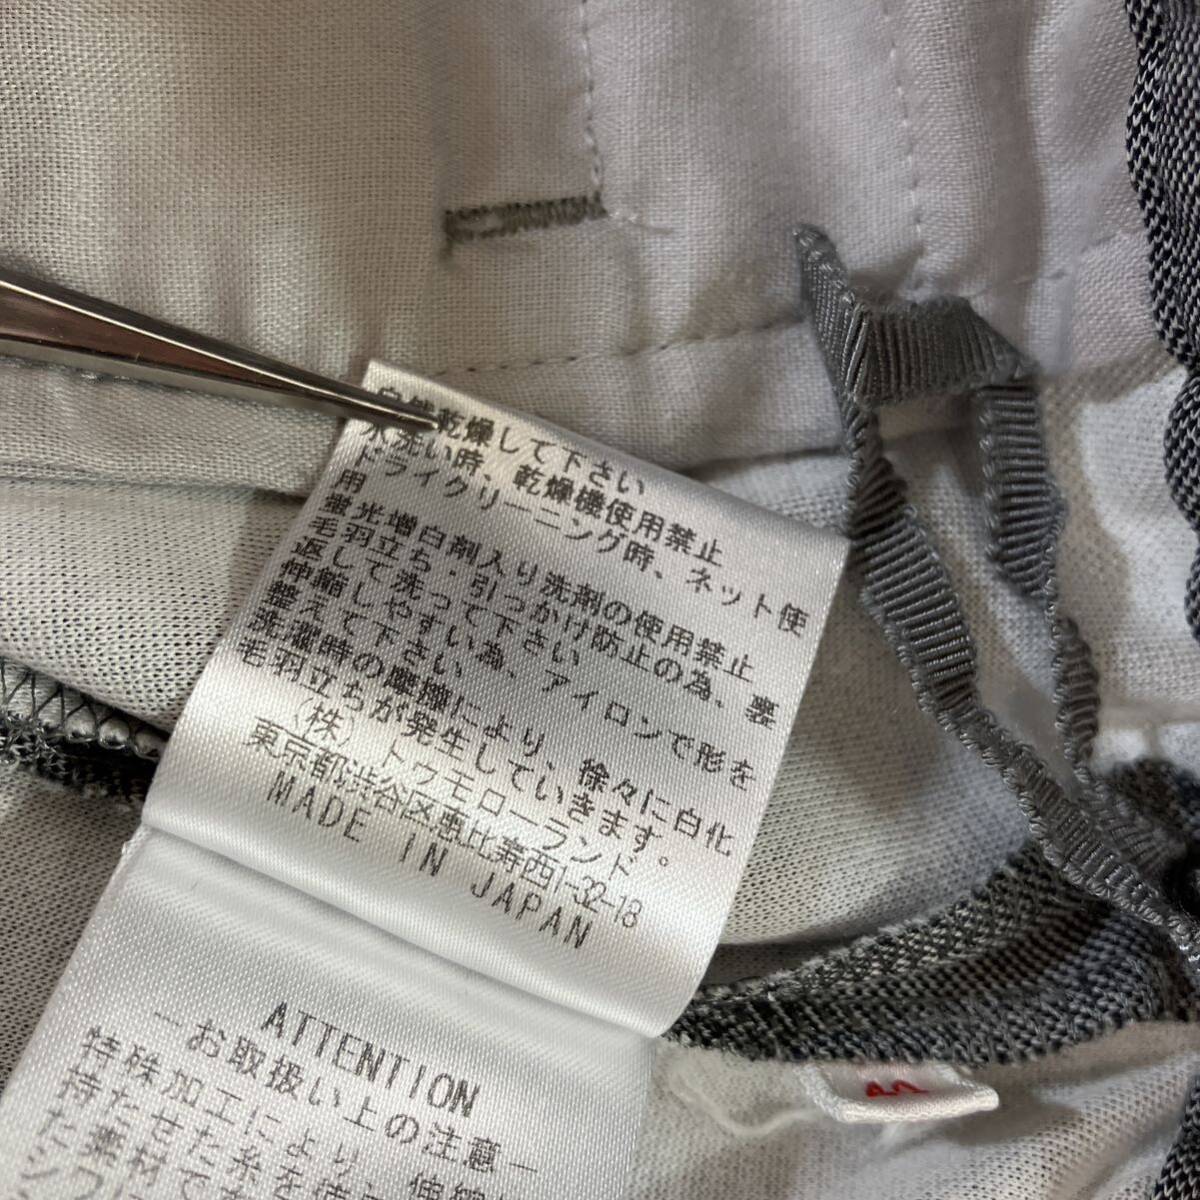 自然乾燥して下さい
水洗い時、乾燥機使用禁止
ドライクリーニング時、ネット使
用
蛍光増白剤入り洗剤の使用禁止
毛羽立ち・引っかけ防止の為、裏
返して洗って下さい
伸縮しやすい為、アイロンで形を
整えて下さい
洗濯時の摩擦により、徐々に白化
毛羽立ちが発生していきます。
(株)トゥモローランド
東京都渋谷区恵比寿西1-32-18
MADE IN JAPAN
ATTENTION
—お取扱い上の注意—
特殊加工により、伸縮
持たせた糸を使
た素材で